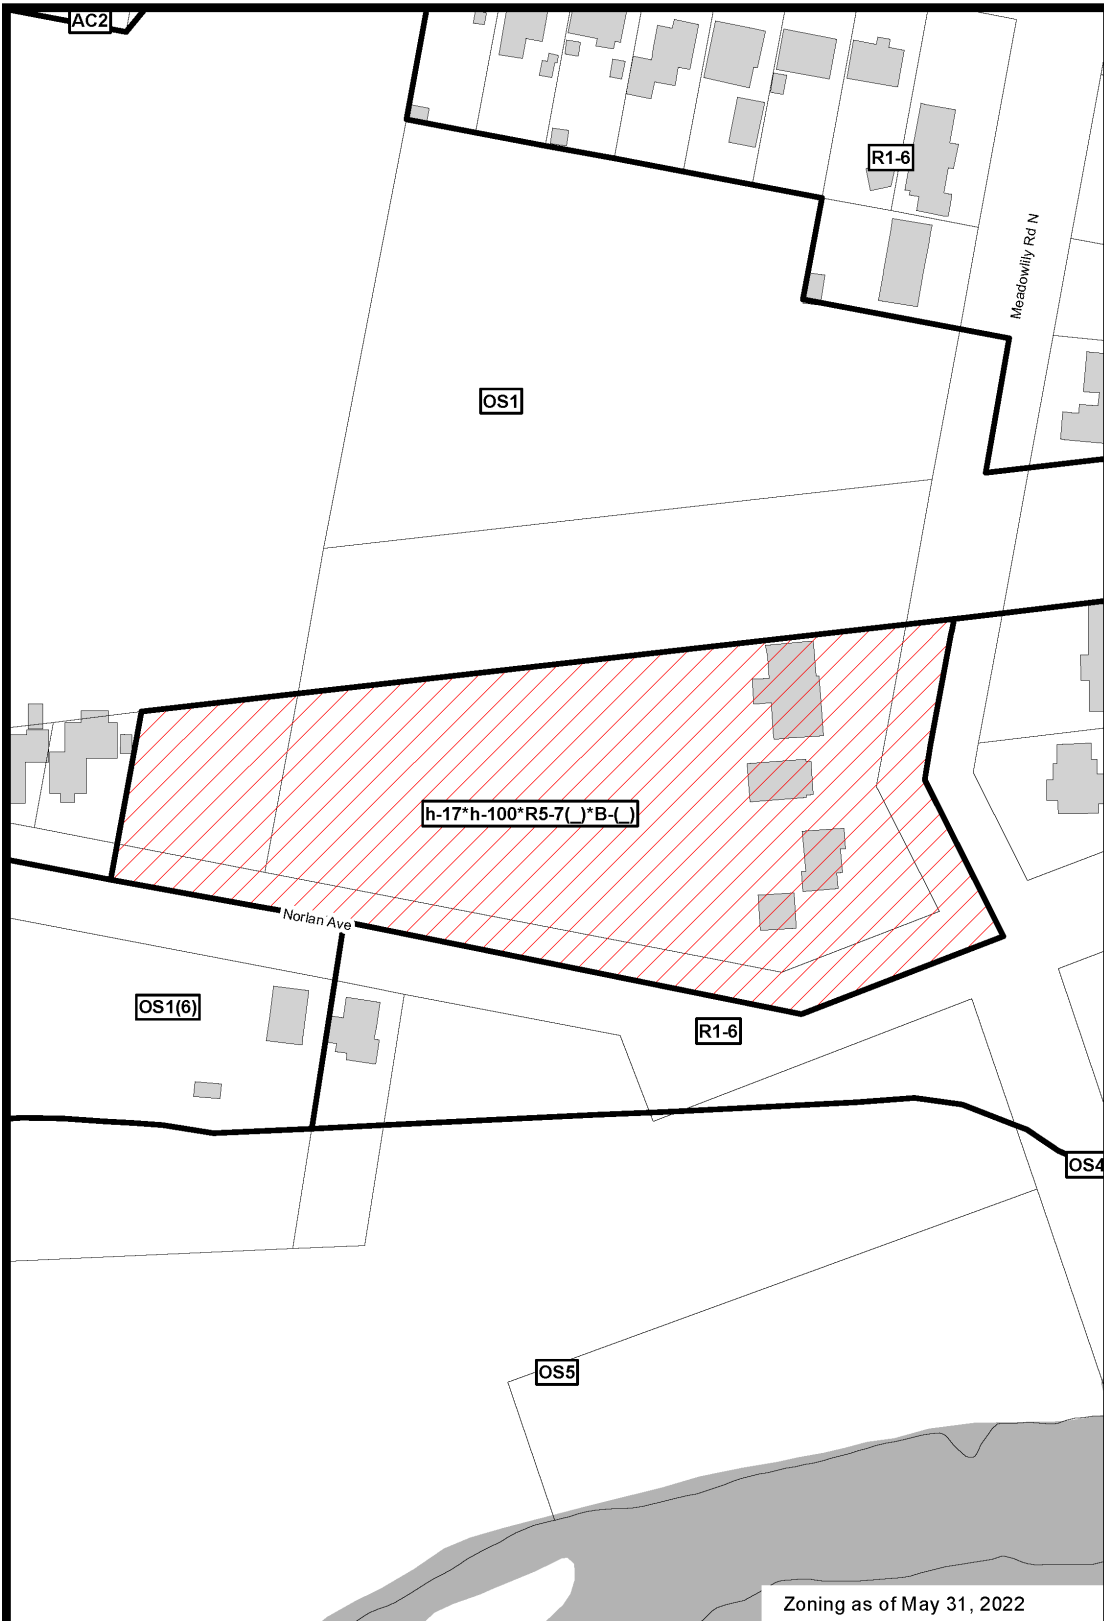 AC2
R1-6
Meadowlily Rd N
OS1
h-17*h-100*R5-7(_)*B-(_)
Norlan Ave
OS1(6)
R1-6
OS4
OS5
Zoning as of May 31, 2022